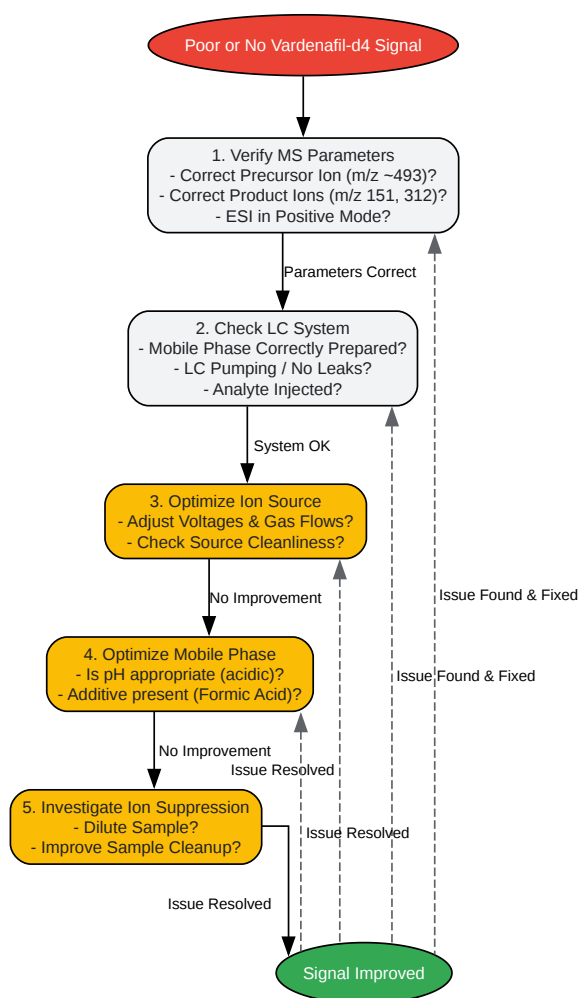 Poor or No Vardenafil-d4 Signal
1. Verify MS Parameters
- Correct Precursor Ion (m/z ~493)?
- Correct Product Ions (m/z 151, 312)?
- ESI in Positive Mode?
Parameters Correct
2. Check LC System
- Mobile Phase Correctly Prepared?
- LC Pumping / No Leaks?
- Analyte Injected?
System OK
3. Optimize Ion Source
- Adjust Voltages & Gas Flows?
- Check Source Cleanliness?
No Improvement
Issue Found & Fixed
4. Optimize Mobile Phase
- Is pH appropriate (acidic)?
- Additive present (Formic Acid)?
Issue Found & Fixed
No Improvement
Issue Resolved
5. Investigate Ion Suppression
- Dilute Sample?
- Improve Sample Cleanup?
Issue Resolved
Issue Resolved
Signal Improved